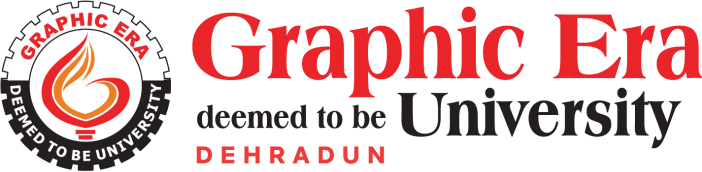 GRAPHIC ERA
DEEMED TO BE UNIVERSITY
Graphic Era
deemed to be University
DEHRADUN